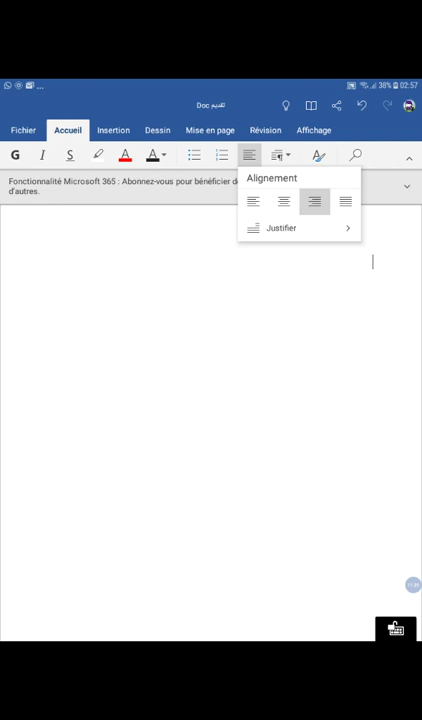 38% 02:57
Doc تقديم
Fichier Accueil Insertion Dessin Mise en page Révision Affichage
G I S A A
Fonctionnalité Microsoft 365 : Abonnez-vous pour bénéficier d
d'autres.
Alignement
Justifier